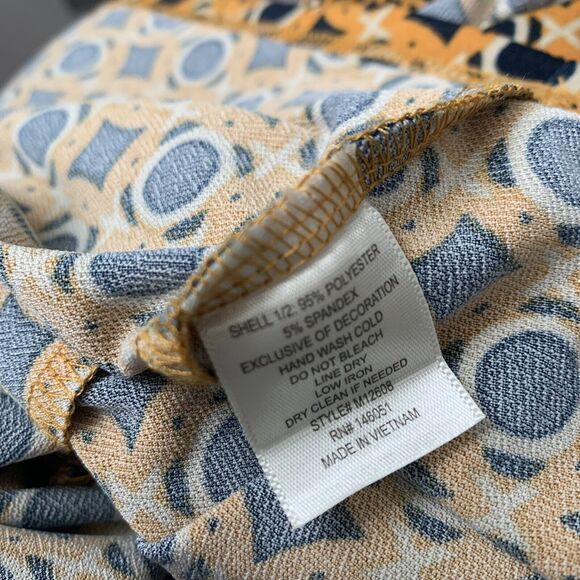 SHELL 1/2: 95% POLYESTER
5% SPANDEX
EXCLUSIVE OF DECORATION
HAND WASH COLD
DO NOT BLEACH
LINE DRY
LOW IRON
DRY CLEAN IF NEEDED
STYLE# M12608
RN# 146051
MADE IN VIETNAM